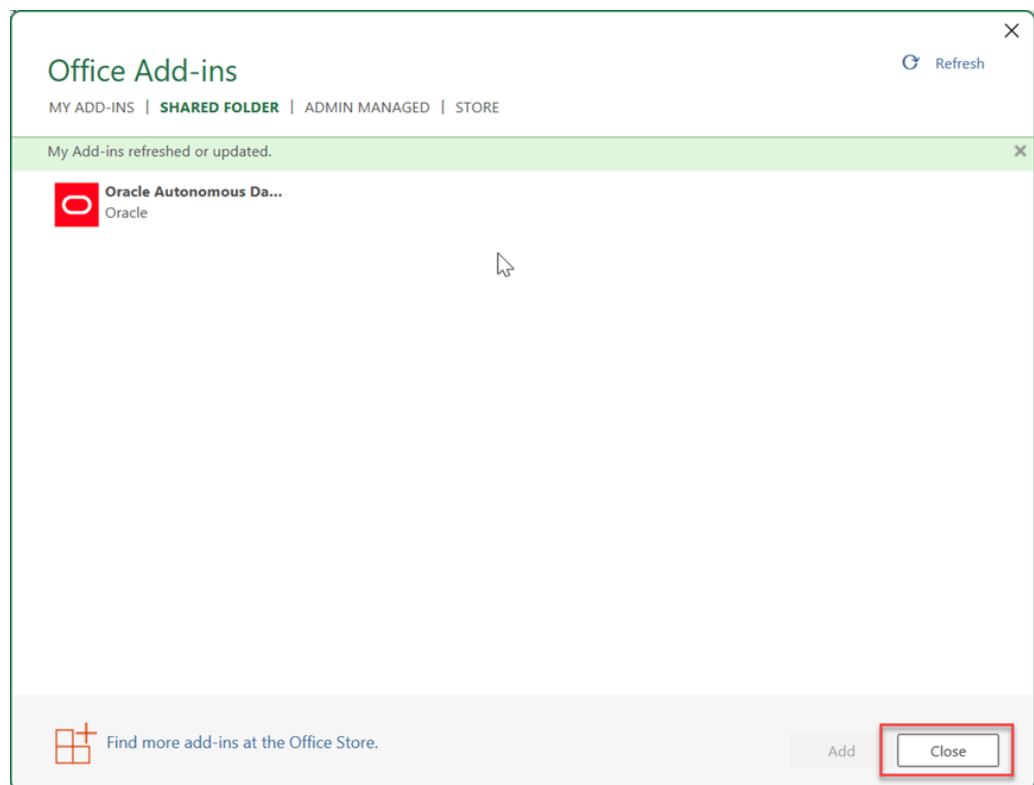 Office Add-ins
Refresh
MY ADD-INS | SHARED FOLDER | ADMIN MANAGED | STORE
My Add-ins refreshed or updated.
Oracle Autonomous Da...
Oracle
Find more add-ins at the Office Store.
Add
Close